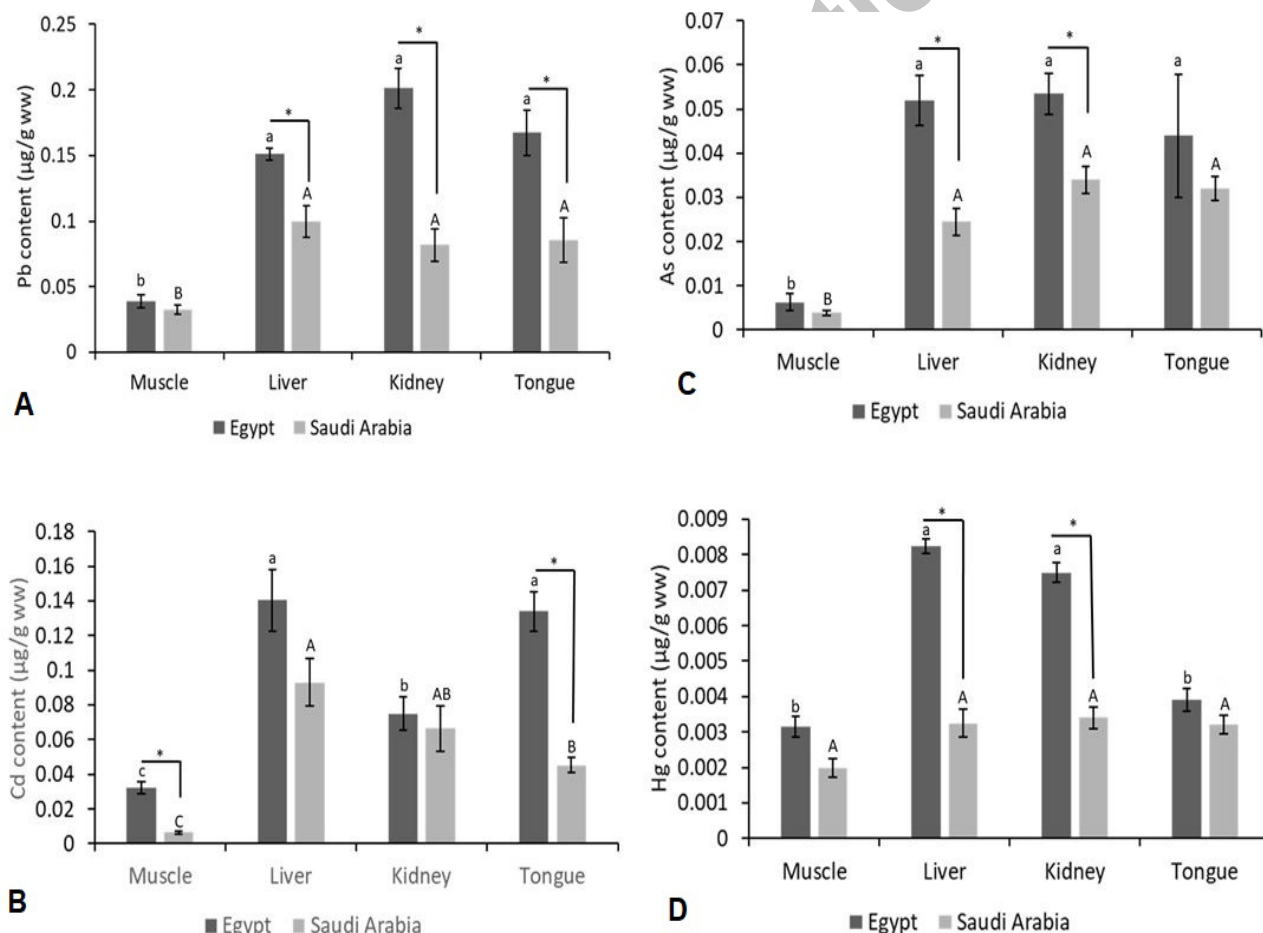 Pb content (µg/g ww)
0.25
0.2
0.15
0.1
0.05
0
b
B
a
*
A
a
*
A
a
*
A
Muscle Liver Kidney Tongue
A
Egypt Saudi Arabia
As content (µg/g ww)
0.07
0.06
0.05
0.04
0.03
0.02
0.01
0
b
B
a
*
A
a
*
A
a
A
Muscle Liver Kidney Tongue
C
Egypt Saudi Arabia
Cd content (µg/g ww)
0.18
0.16
0.14
0.12
0.1
0.08
0.06
0.04
0.02
0
*
c
C
a
A
b
AB
a
*
B
Muscle Liver Kidney Tongue
B
Egypt Saudi Arabia
Hg content (µg/g ww)
0.009
0.008
0.007
0.006
0.005
0.004
0.003
0.002
0.001
0
b
A
a
*
A
a
*
A
b
A
Muscle Liver Kidney Tongue
D
Egypt Saudi Arabia